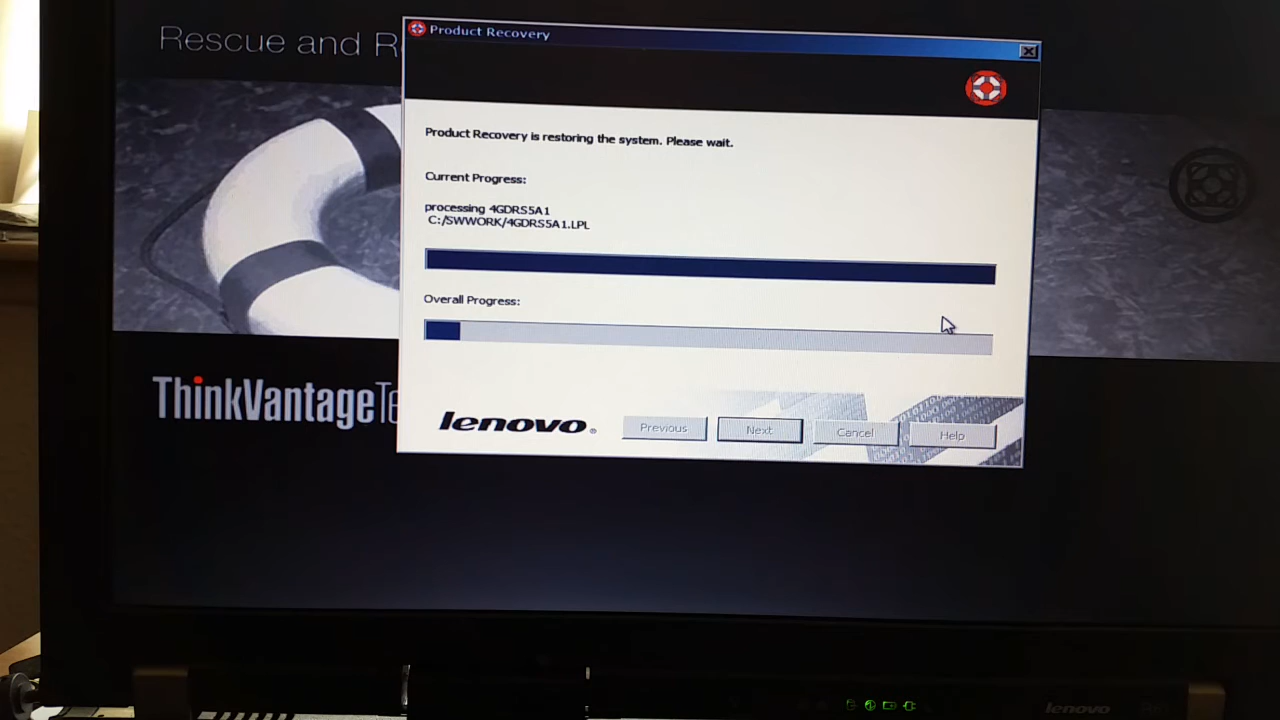 Rescue and R
Product Recovery
Product Recovery is restoring the system. Please wait.
Current Progress:
processing 4GDRS5A1
C:/SWWORK/4GDRS5A1.LPL
Overall Progress:
ThinkVantage Te
lenovo
Previous
Next
Cancel
Help
lenovo